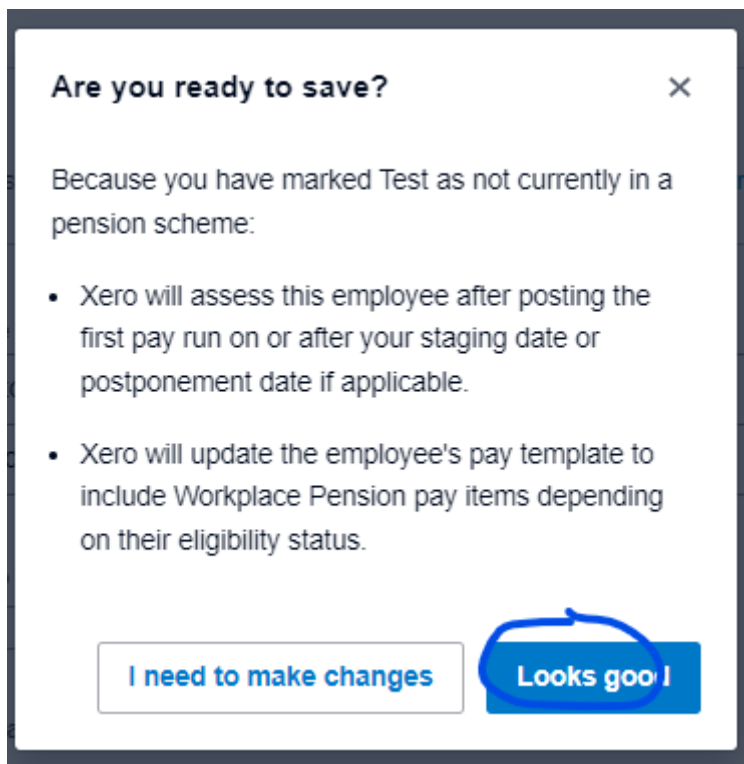 Are you ready to save?
Because you have marked Test as not currently in a
pension scheme:
• Xero will assess this employee after posting the
first pay run on or after your staging date or
postponement date if applicable.
• Xero will update the employee's pay template to
include Workplace Pension pay items depending
on their eligibility status.
I need to make changes
Looks good